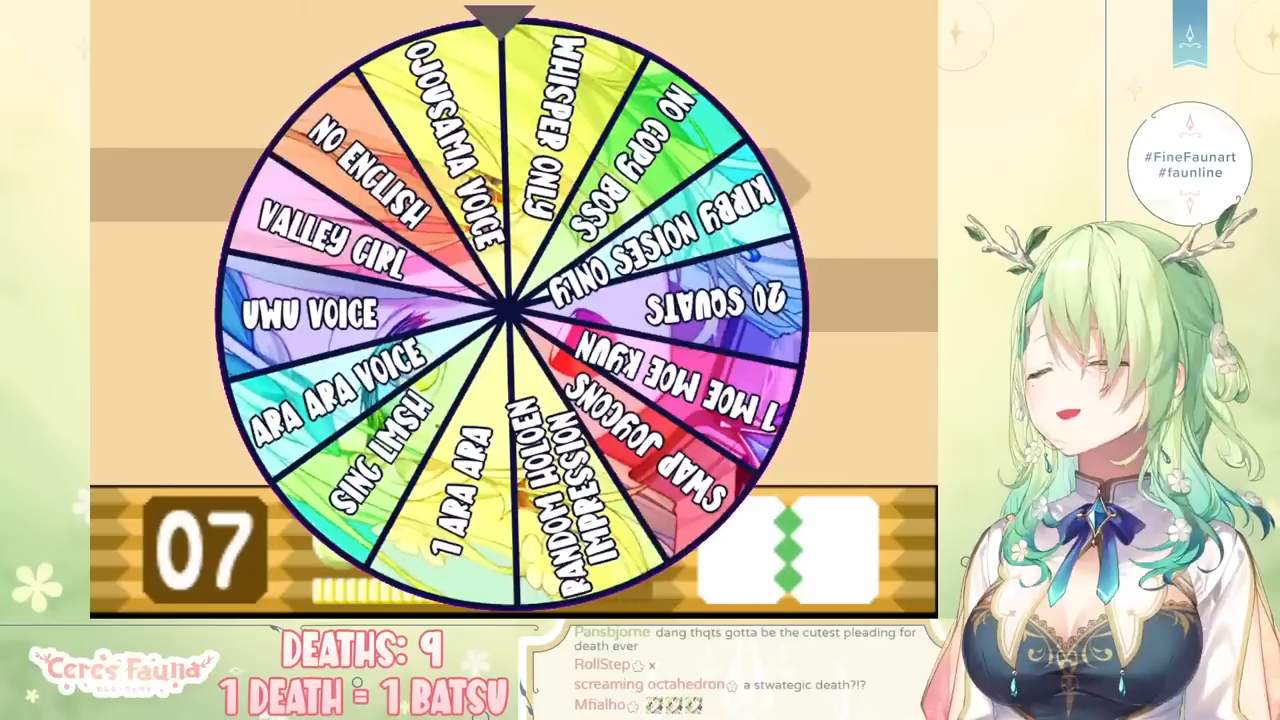 OJOUSAMA VOICE
WHISPER ONLY
NO COPY BOSS
KIRBY NOISES ONLY
20 SQUATS
1 MOE MOE KYUN
SWAP JOYCONS
RANDOM HOLOEN
IMPRESSION
1 ARA ARA
SING LIMSH
ARA ARA VOICE
UWU VOICE
VALLEY GIRL
NO ENGLISH
#FineFaunart
#faunline
07
Ceres Fauna
DEATHS: 9
1 DEATH = 1 BATSU
Pansbjorne dang thqts gotta be the cutest pleading for
death ever
RollStep x
screaming octahedron a stwategic death?!?
Mfialho